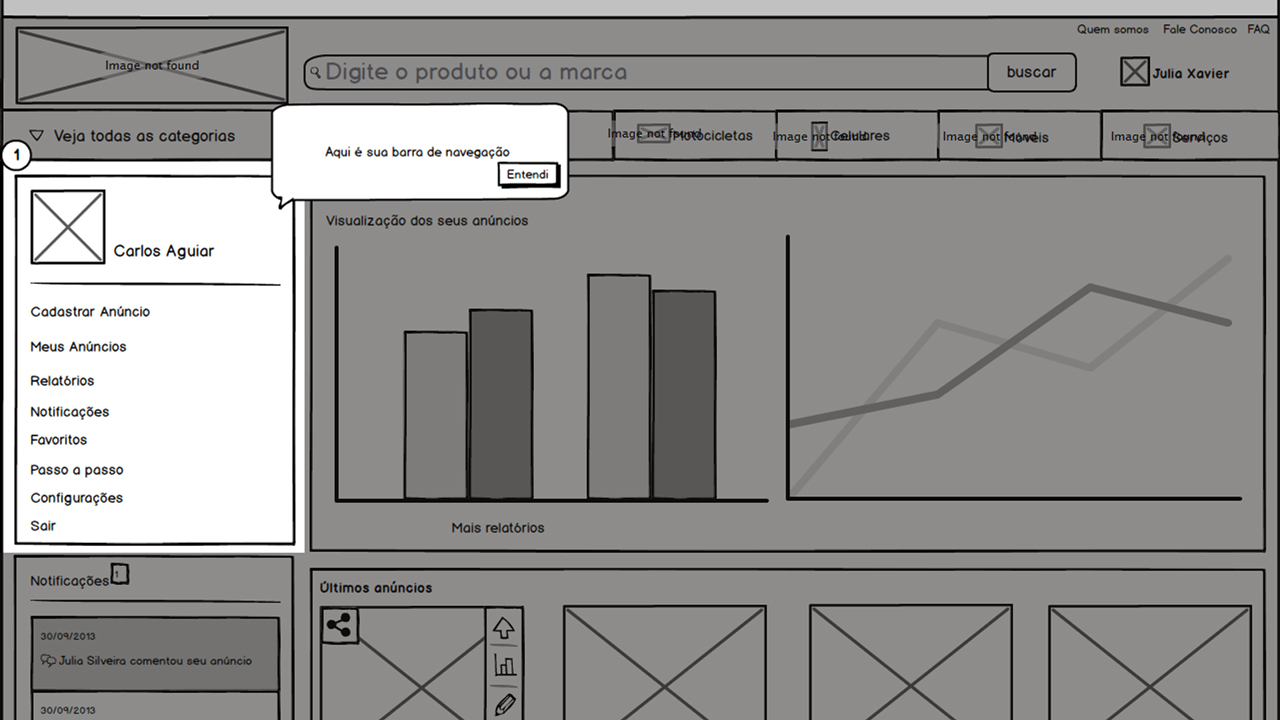 Quem somos Fale Conosco FAQ
Image not found
Digite o produto ou a marca
buscar
Julia Xavier
Veja todas as categorias
Image not found Motocicletas
Image not found Celulares
Image not found Móveis
Image not found Serviços
1
Aqui é sua barra de navegação
Entendi
Carlos Aguiar
Cadastrar Anúncio
Meus Anúncios
Relatórios
Notificações
Favoritos
Passo a passo
Configurações
Sair
Visualização dos seus anúncios
Mais relatórios
Notificações 1
30/09/2013
Julia Silveira comentou seu anúncio
30/09/2013
Últimos anúncios